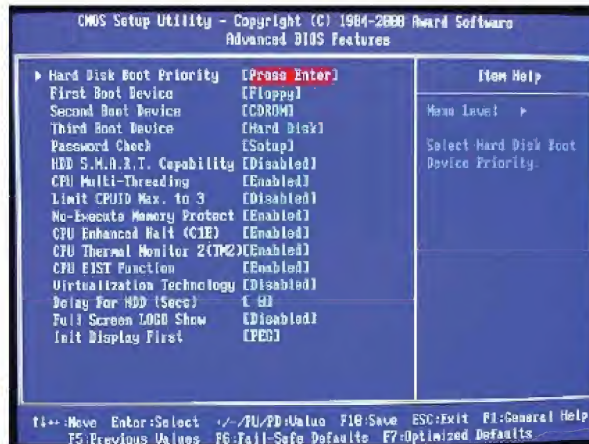 CMOS Setup Utility - Copyright (C) 1984-2008 Award Software
Advanced BIOS Features
Hard Disk Boot Priority [Press Enter]
First Boot Device [Floppy]
Second Boot Device [CDROM]
Third Boot Device [Hard Disk]
Password Check [Setup]
HDD S.M.A.R.T. Capability [Disabled]
CPU Multi-Threading [Enabled]
Limit CPUID Max. to 3 [Disabled]
No-Execute Memory Protect [Enabled]
CPU Enhanced Halt (C1E) [Enabled]
CPU Thermal Monitor 2(TM2) [Enabled]
CPU EIST Function [Enabled]
Virtualization Technology [Disabled]
Delay For HDD (Secs) [ 0]
Full Screen LOGO Show [Disabled]
Init Display First [PEG]
Item Help
Menu Level
Select Hard Disk Boot
Device Priority
↑↓→←:Move Enter:Select +/-/PU/PD:Value F10:Save ESC:Exit F1:General Help
F5:Previous Values F6:Fail-Safe Defaults F7:Optimized Defaults